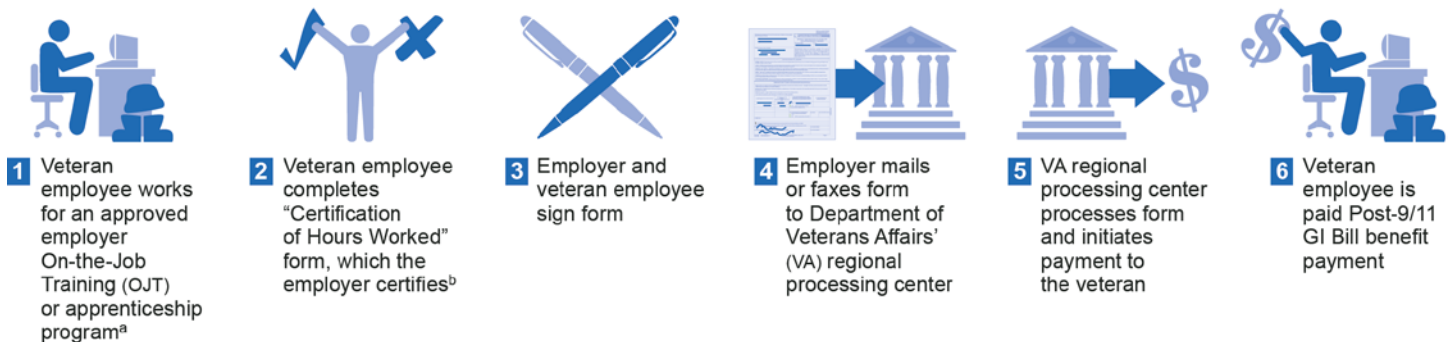 1 Veteran
employee works
for an approved
employer
On-the-Job
Training (OJT)
or apprenticeship
programᵃ
2 Veteran employee
completes
“Certification
of Hours Worked”
form, which the
employer certifiesᵇ
3 Employer and
veteran employee
sign form
4 Employer mails
or faxes form
to Department of
Veterans Affairs’
(VA) regional
processing center
5 VA regional
processing center
processes form
and initiates
payment to
the veteran
6 Veteran
employee is
paid Post-9/11
GI Bill benefit
payment